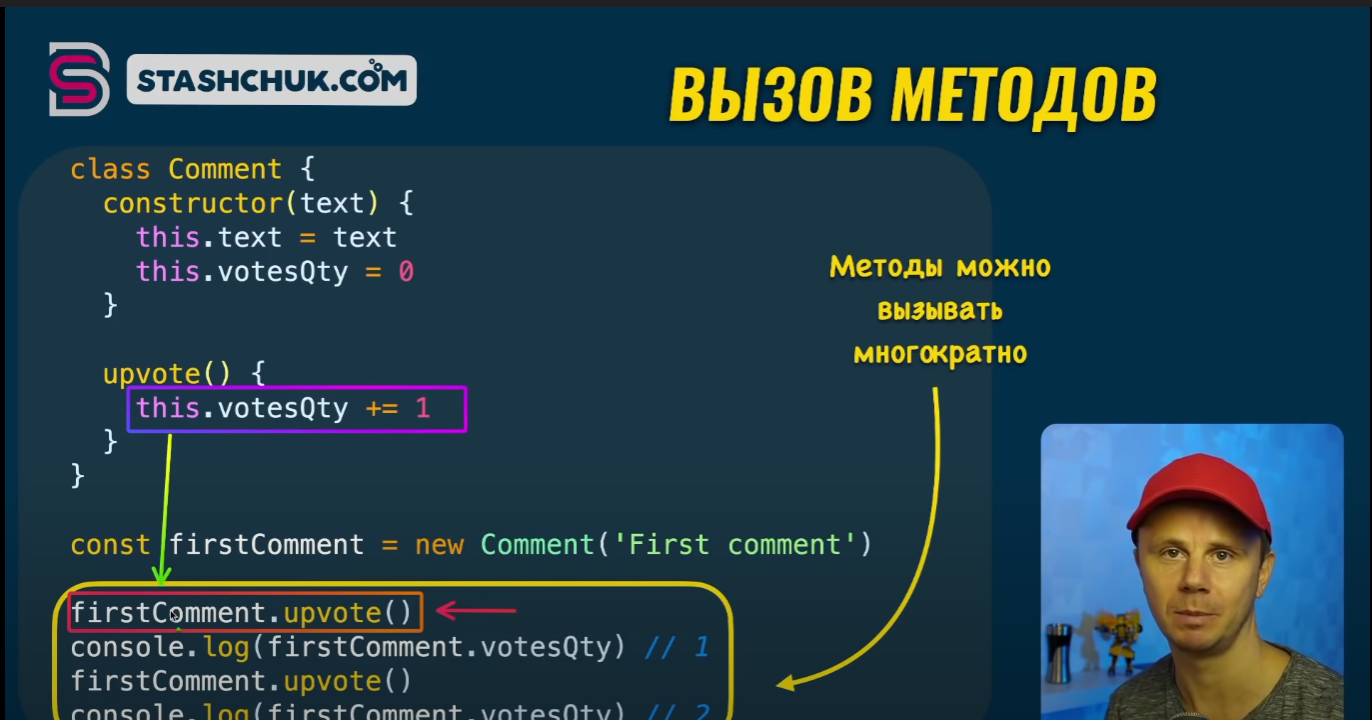 STASHCHUK.COM
ВЫЗОВ МЕТОДОВ
class Comment {
constructor(text) {
this.text = text
this.votesQty = 0
}
upvote() {
this.votesQty += 1
}
}
Методы можно
вызывать
многократно
const firstComment = new Comment('First comment')
firstComment.upvote()
console.log(firstComment.votesQty) // 1
firstComment.upvote()
console.log(firstComment.votesQty) // 2